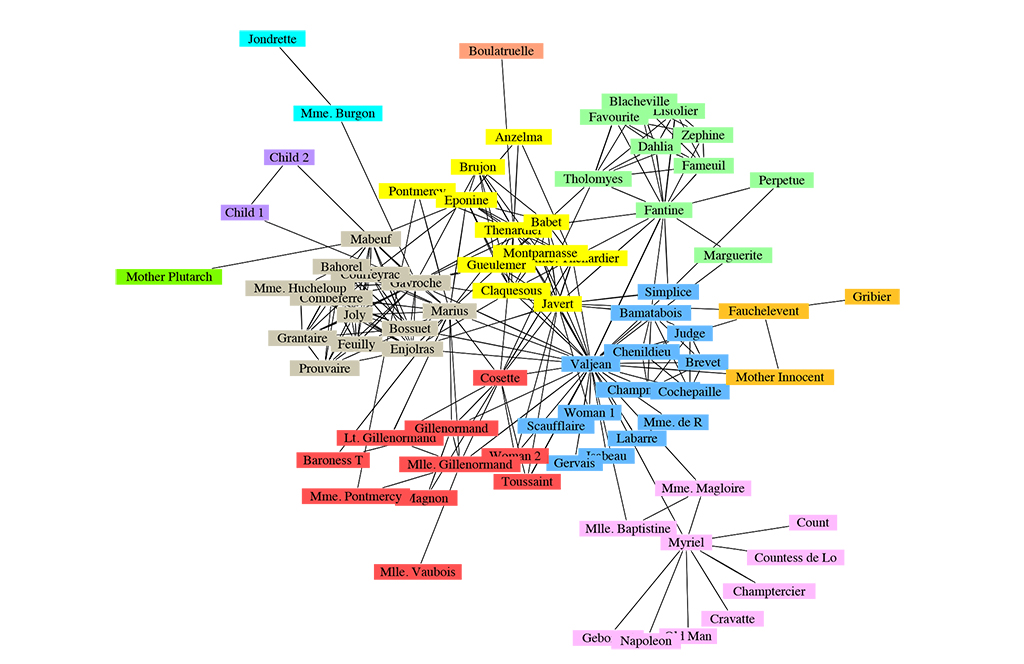 Jondrette
Boulatruelle
Blacheville
Listolier
Favourite
Mme. Burgon
Anzelma
Zephine
Dahlia
Child 2
Fameuil
Brujon
Tholomyes
Perpetue
Pontmercy
Eponine
Child 1
Fantine
Babet
Thenardier
Mabeuf
Montparnasse
Mme. Thenardier
Marguerite
Gueulemer
Bahorel
Courfeyrac
Mother Plutarch
Gavroche
Mme. Hucheloup
Claquesous
Simplice
Combeferre
Javert
Gribier
Marius
Joly
Bamatabois
Fauchelevent
Bossuet
Judge
Grantaire
Feuilly
Enjolras
Chenildieu
Brevet
Valjean
Prouvaire
Cosette
Mother Innocent
Champ
Cochepaille
Woman 1
Mme. de R
Scaufflaire
Gillenormand
Lt. Gillenormand
Labarre
Woman 2
Isabeau
Baroness T
Mlle. Gillenormand
Gervais
Toussaint
Mme. Magloire
Mme. Pontmercy
Magnon
Count
Mlle. Baptistine
Myriel
Countess de Lo
Mlle. Vaubois
Champtercier
Cravatte
Gebo
Napoleon
Old Man